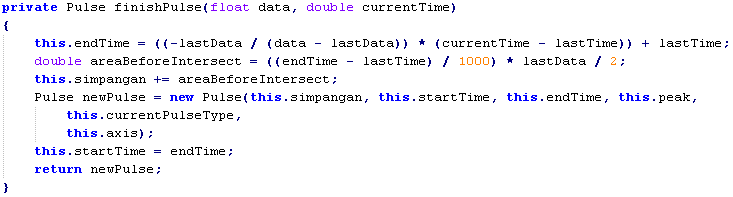 private Pulse finishPulse(float data, double currentTime)
{
this.endTime = ((-lastData / (data - lastData)) * (currentTime - lastTime)) + lastTime;
double areaBeforeIntersect = ((endTime - lastTime) / 1000) * lastData / 2;
this.simpangan += areaBeforeIntersect;
Pulse newPulse = new Pulse(this.simpangan, this.startTime, this.endTime, this.peak,
this.currentPulseType,
this.axis);
this.startTime = endTime;
return newPulse;
}